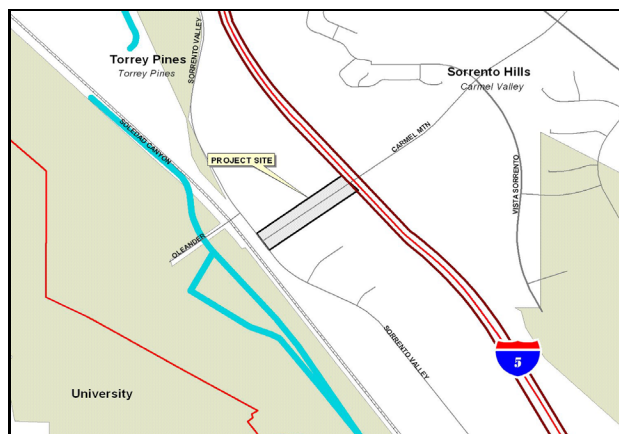 Torrey Pines
Torrey Pines
SORRENTO VALLEY
Sorrento Hills
Carmel Valley
SOLEDAD CANYON
CARMEL MTN
PROJECT SITE
VISTA SORRENTO
OLEANDER
SORRENTO VALLEY
5
University